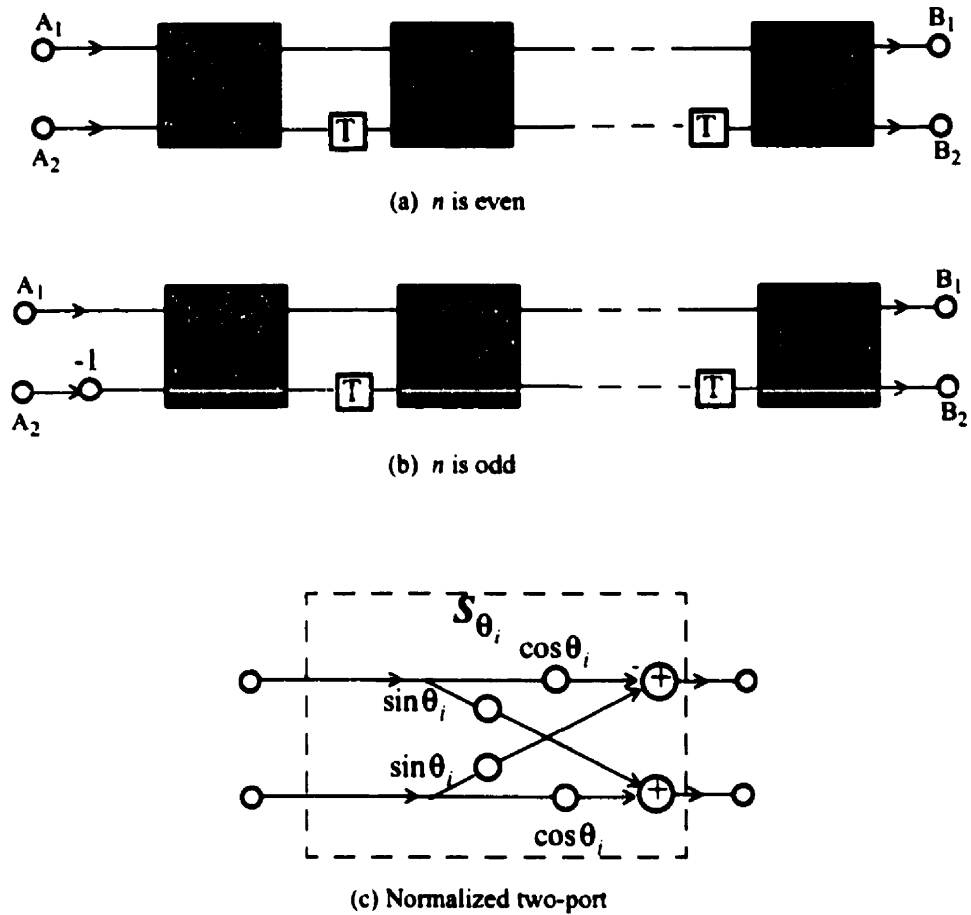 A1 B1
T T
A2 B2
(a) n is even
A1 B1
-1
T T
A2 B2
(b) n is odd
Sθi
cosθi
- +
sinθi
sinθi
+
cosθi
(c) Normalized two-port